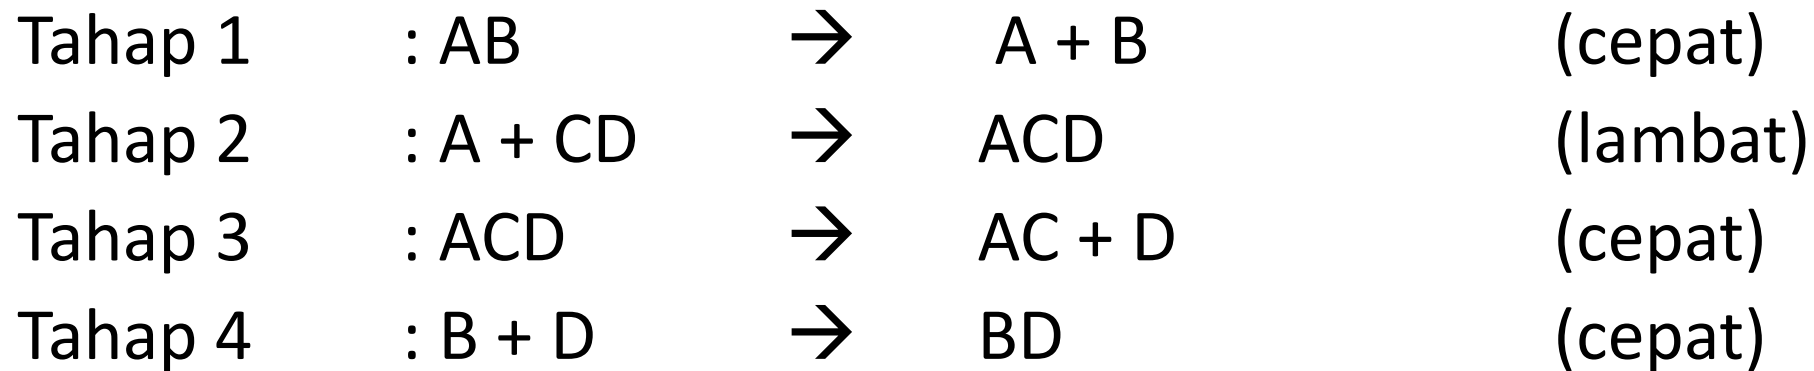 Tahap 1 : AB → A + B (cepat)
Tahap 2 : A + CD → ACD (lambat)
Tahap 3 : ACD → AC + D (cepat)
Tahap 4 : B + D → BD (cepat)